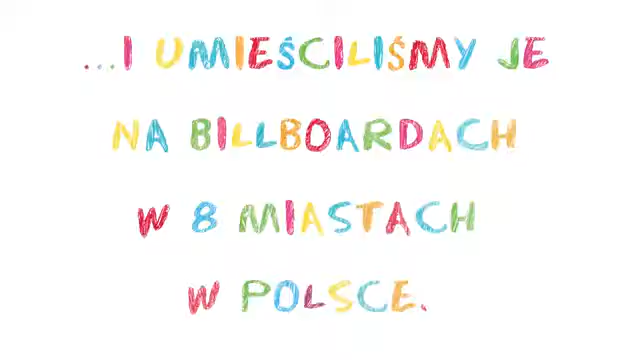 ...I UMIEŚCILIŚMY JE
NA BILLBOARDACH
W 8 MIASTACH
W POLSCE.